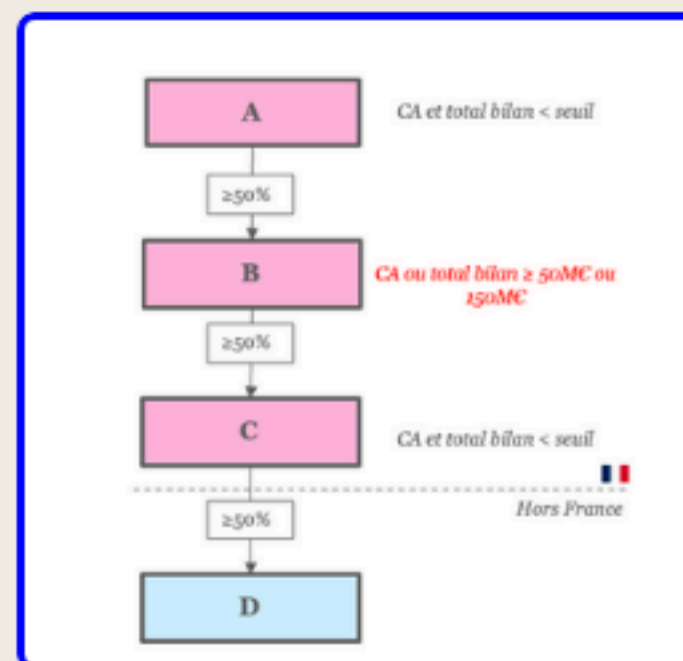 A
CA et total bilan < seuil
≥50%
B
CA ou total bilan ≥ 50M€ ou
150M€
≥50%
C
CA et total bilan < seuil
Hors France
≥50%
D